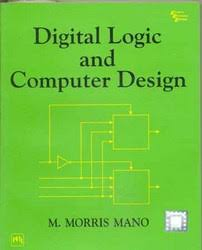 Digital Logic
and
Computer Design
M. MORRIS MANO